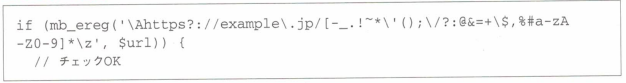 if (mb_ereg('\Ahttps?://example\.jp/[-_.!~*\'();\/?:@&=+\$,%#a-zA
-Z0-9]*\z', $url)) {
  // チェックOK